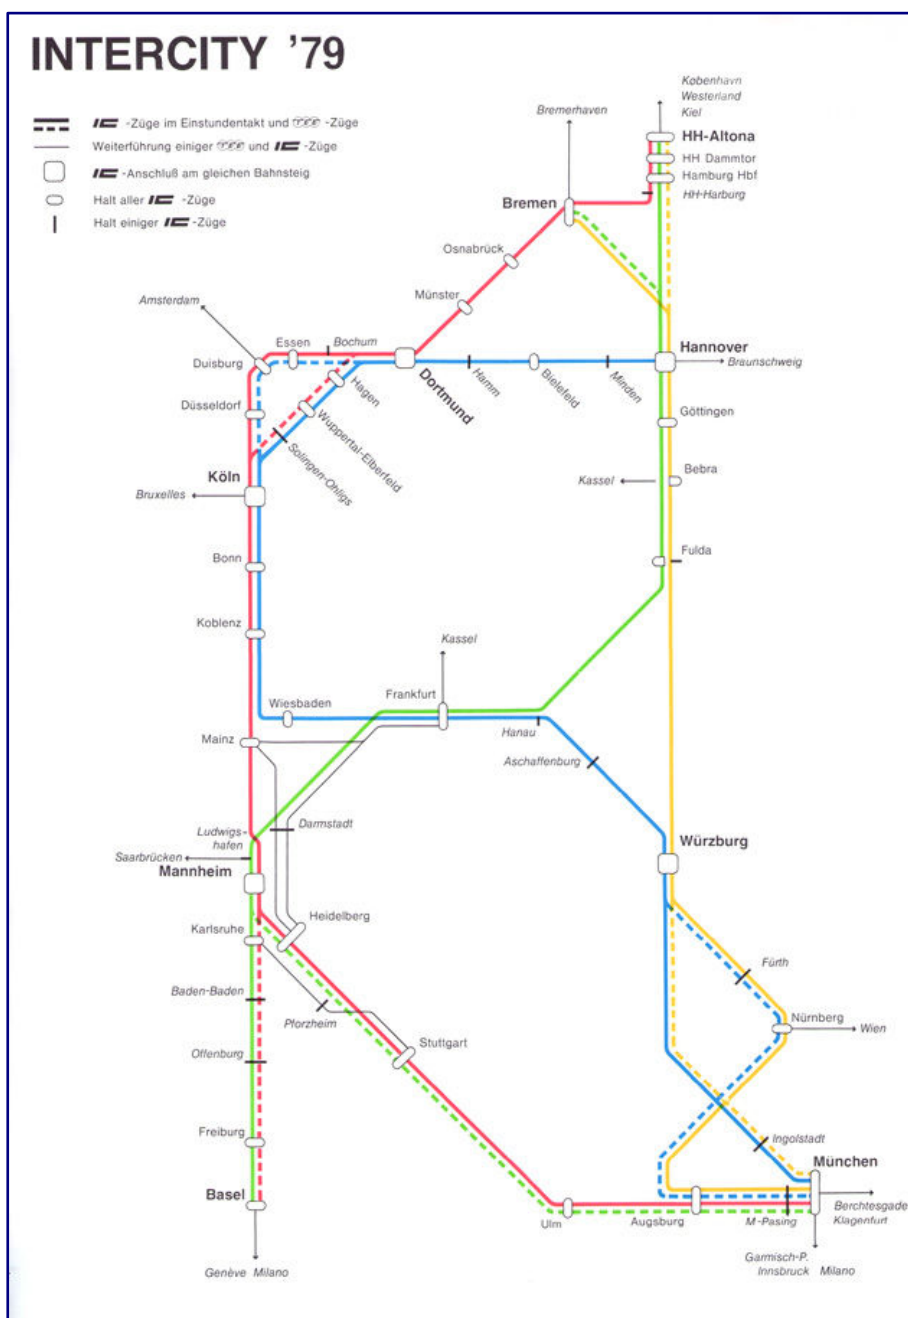 INTERCITY '79
IC -Züge im Einstundentakt und TEE -Züge
Weiterführung einiger TEE und IC -Züge
IC -Anschluß am gleichen Bahnsteig
Halt aller IC -Züge
Halt einiger IC -Züge
København
Westerland
Kiel
Bremerhaven
HH-Altona
HH Dammtor
Hamburg Hbf
HH-Harburg
Bremen
Osnabrück
Münster
Amsterdam
Essen
Bochum
Duisburg
Hannover
Braunschweig
Dortmund
Hamm
Bielefeld
Minden
Hagen
Düsseldorf
Wuppertal-Elberfeld
Solingen-Ohligs
Göttingen
Köln
Bruxelles
Kassel
Bebra
Bonn
Fulda
Koblenz
Kassel
Wiesbaden
Frankfurt
Hanau
Mainz
Aschaffenburg
Ludwigs-
hafen
Darmstadt
Saarbrücken
Mannheim
Würzburg
Heidelberg
Karlsruhe
Fürth
Baden-Baden
Pforzheim
Nürnberg
Wien
Offenburg
Stuttgart
Freiburg
Ingolstadt
München
Basel
Ulm
Augsburg
M-Pasing
Berchtesgade
Klagenfurt
Genève Milano
Garmisch-P.
Innsbruck Milano